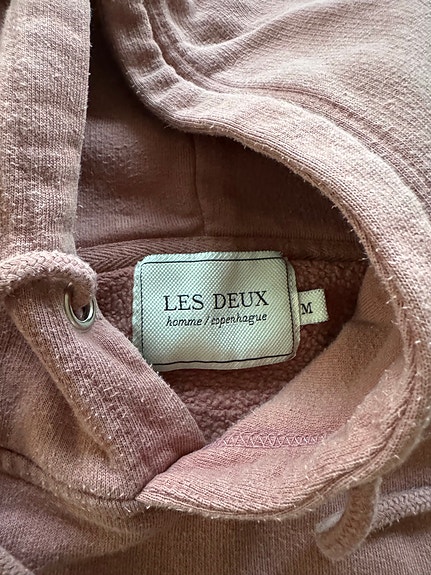 LES DEUX
homme / copenhague
M